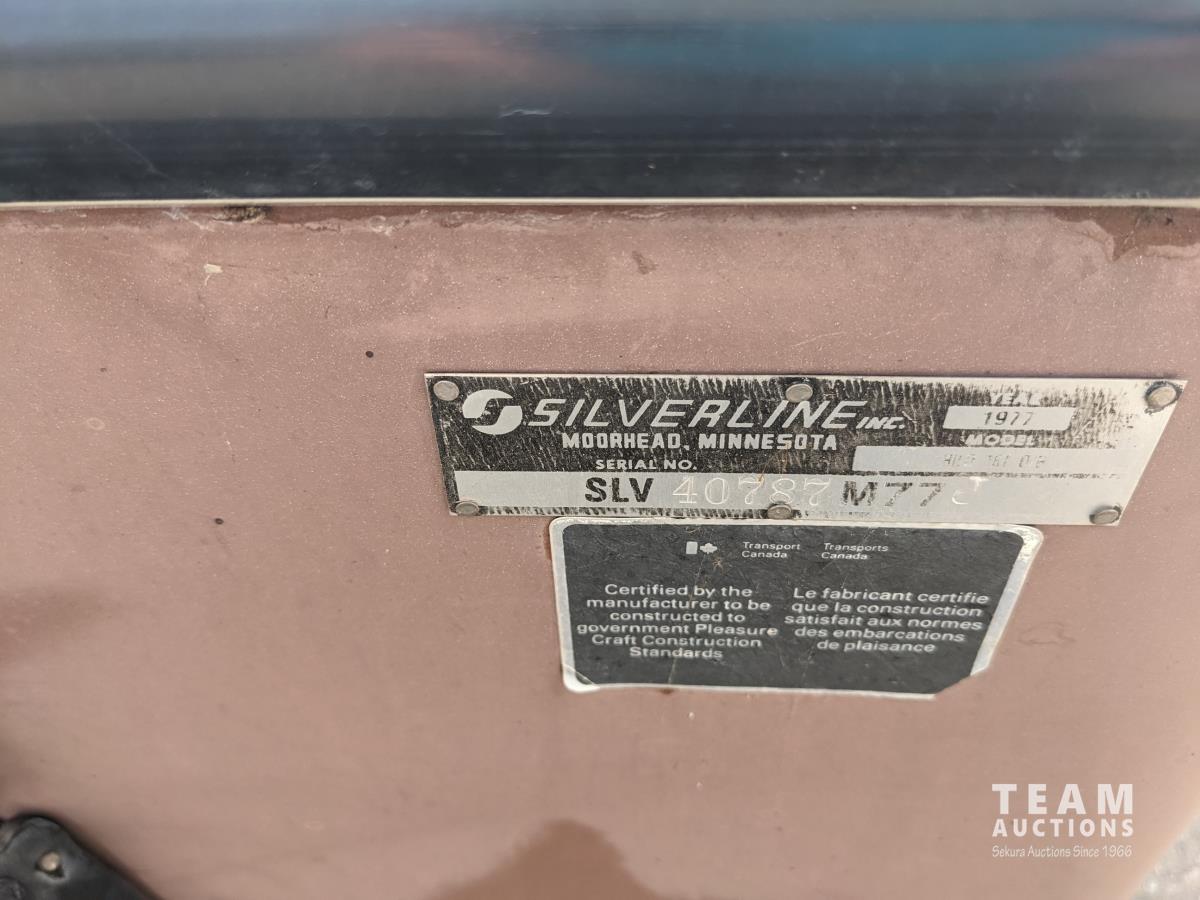 SILVERLINE INC.
MOORHEAD, MINNESOTA
YEAR
1977
MODEL
SERIAL NO.
SLV 40787 M77
Transport Canada
Transports Canada
Certified by the
manufacturer to be
constructed to
government Pleasure
Craft Construction
Standards
Le fabricant certifie
que la construction
satisfait aux normes
des embarcations
de plaisance
TEAM
AUCTIONS
Sekura Auctions Since 1966